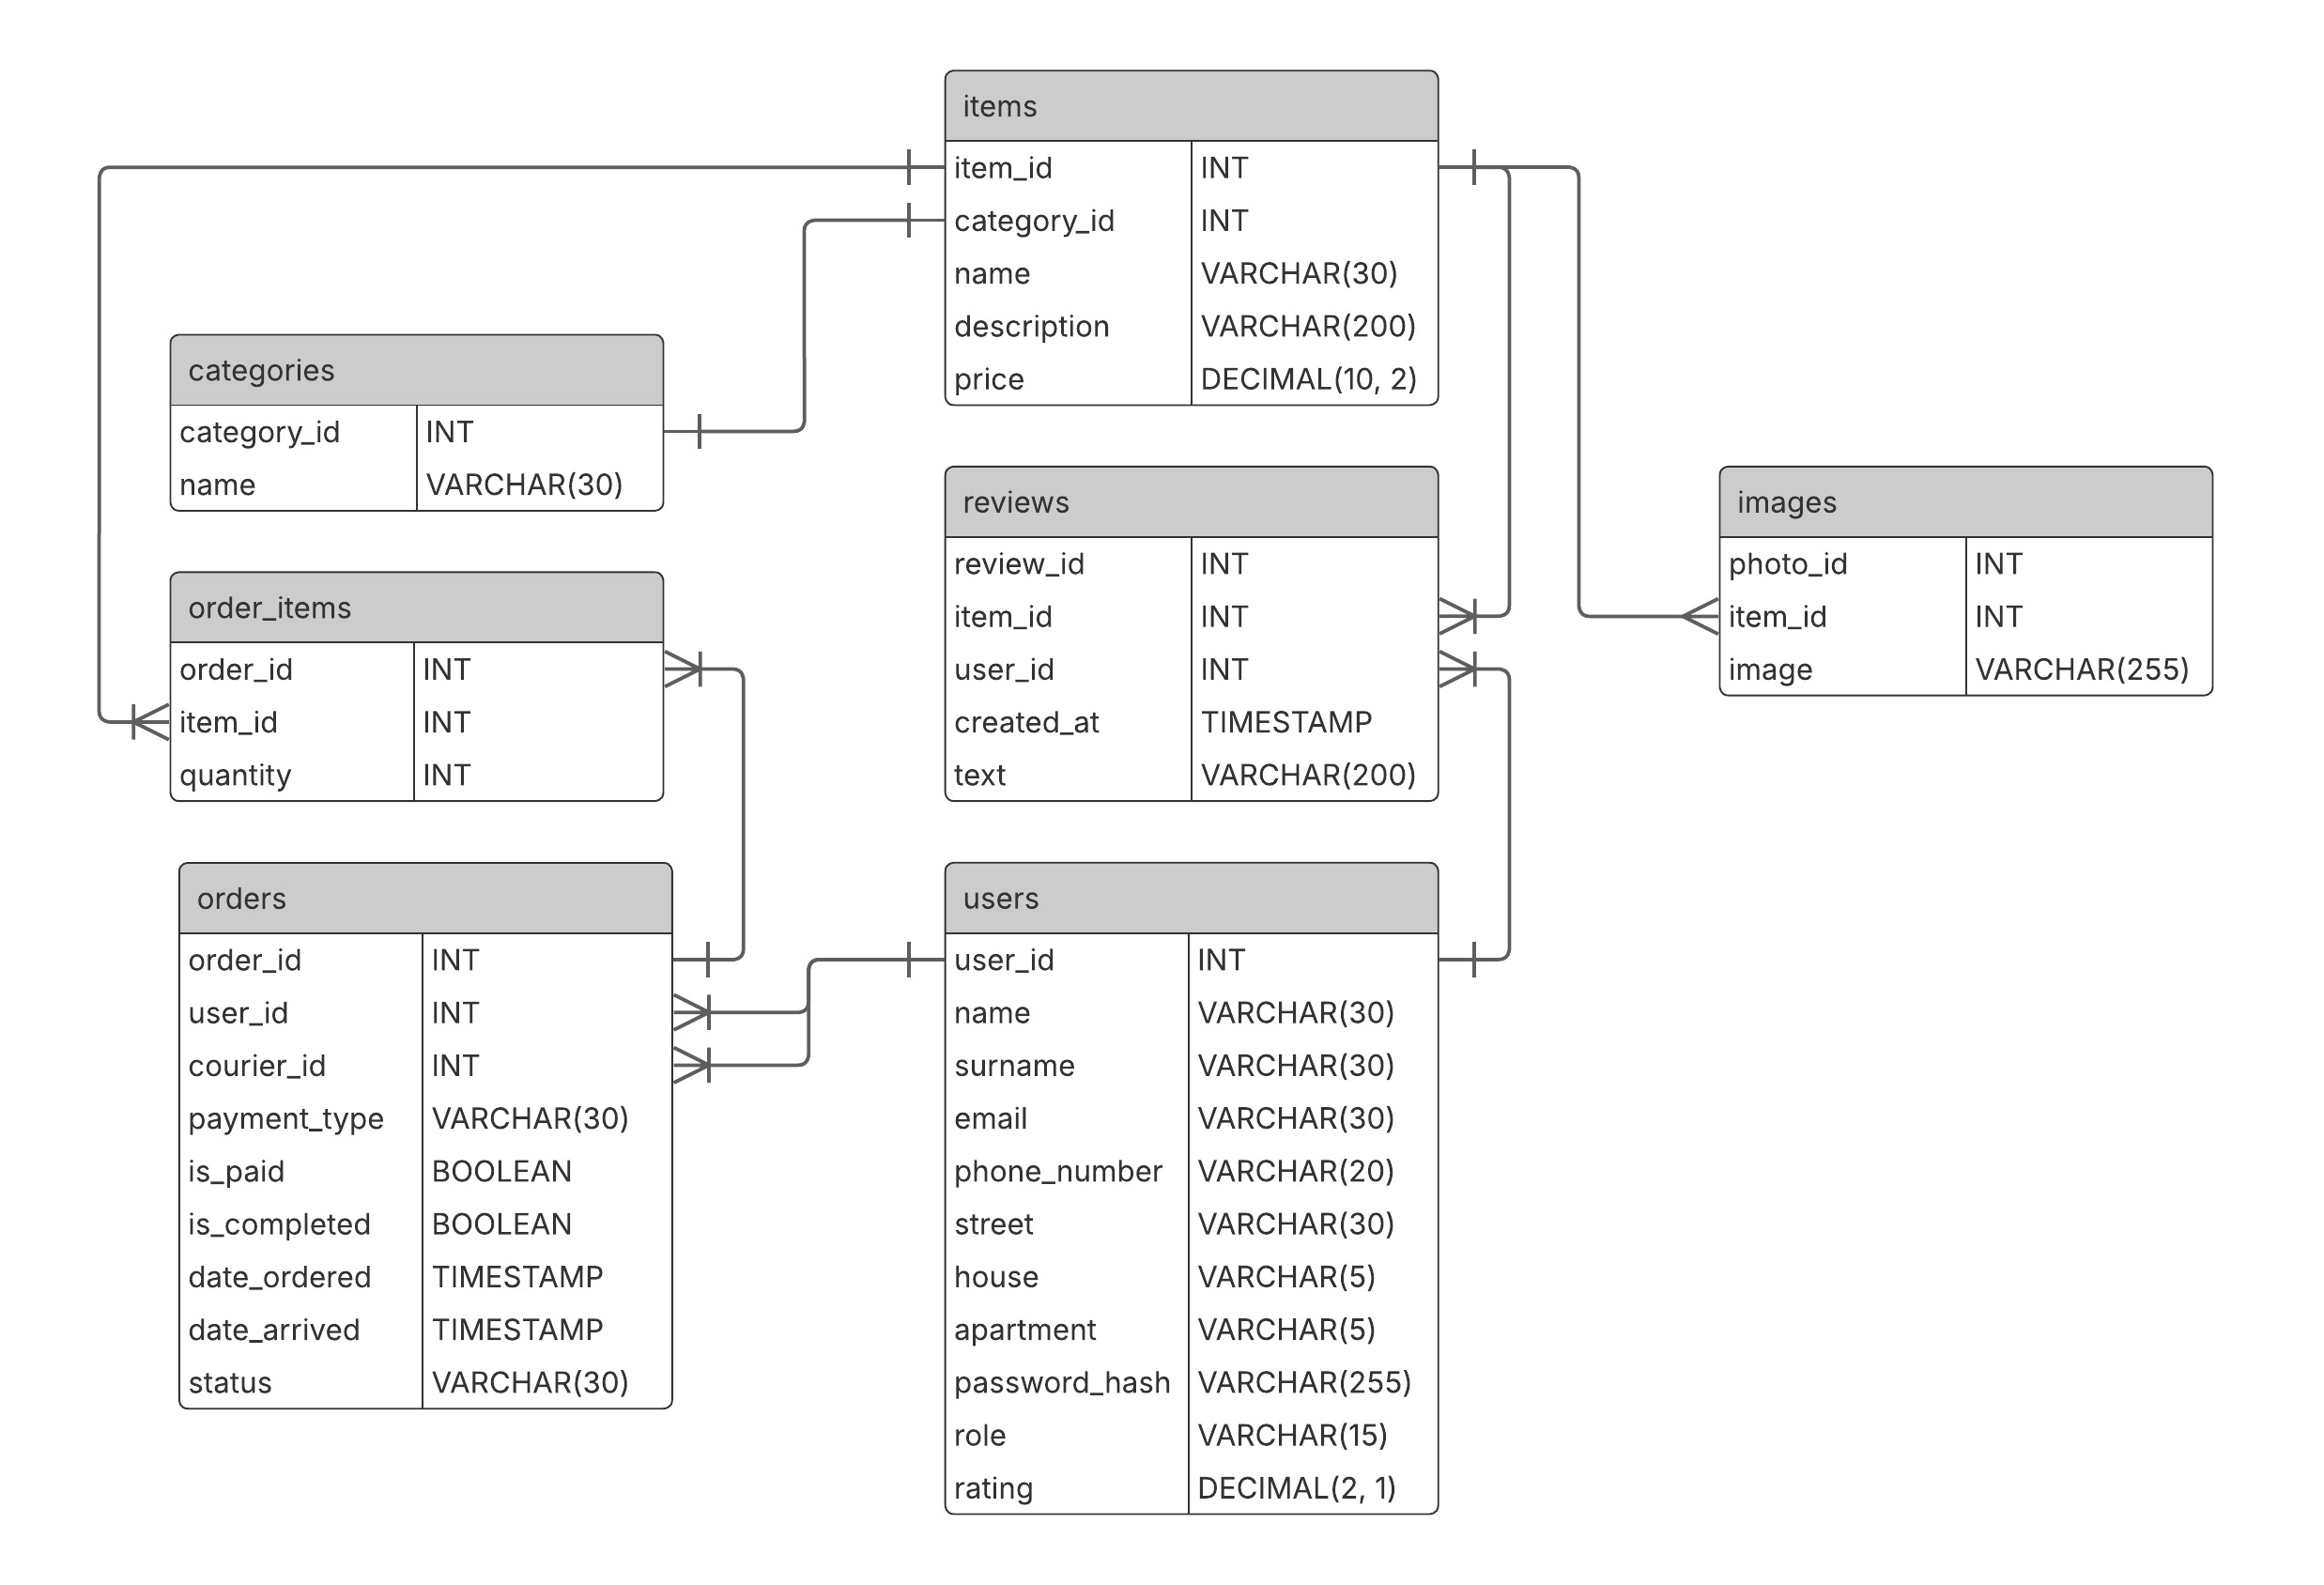 items
item_id INT
category_id INT
name VARCHAR(30)
description VARCHAR(200)
price DECIMAL(10, 2)
categories
category_id INT
name VARCHAR(30)
reviews
review_id INT
item_id INT
user_id INT
created_at TIMESTAMP
text VARCHAR(200)
images
photo_id INT
item_id INT
image VARCHAR(255)
order_items
order_id INT
item_id INT
quantity INT
orders
order_id INT
user_id INT
courier_id INT
payment_type VARCHAR(30)
is_paid BOOLEAN
is_completed BOOLEAN
date_ordered TIMESTAMP
date_arrived TIMESTAMP
status VARCHAR(30)
users
user_id INT
name VARCHAR(30)
surname VARCHAR(30)
email VARCHAR(30)
phone_number VARCHAR(20)
street VARCHAR(30)
house VARCHAR(5)
apartment VARCHAR(5)
password_hash VARCHAR(255)
role VARCHAR(15)
rating DECIMAL(2, 1)